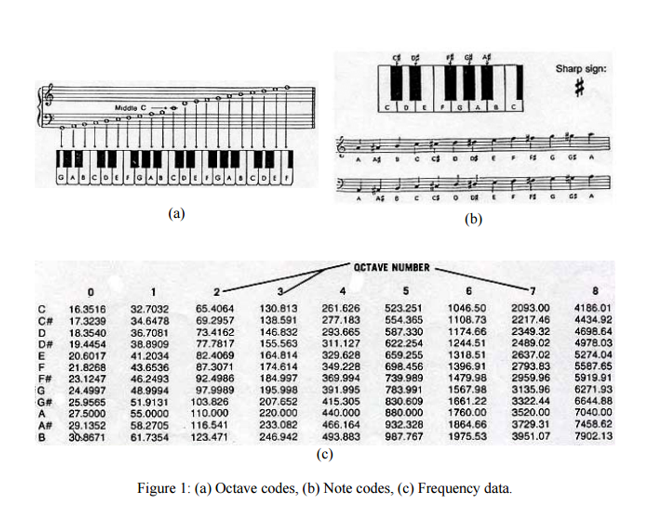 Middle C
G A B C D E F G A B C D E F G A B C D E F
(a)
C# D# F# G# A#
C D E F G A B C
Sharp sign:
#
A A# B C C# D D# E F F# G G# A
A A# B C C# D D# E F F# G G# A
(b)
OCTAVE NUMBER
0 1 2 3 4 5 6 7 8
C 16.3516 32.7032 65.4064 130.813 261.626 523.251 1046.50 2093.00 4186.01
C# 17.3239 34.6478 69.2957 138.591 277.183 554.365 1108.73 2217.46 4434.92
D 18.3540 36.7081 73.4162 146.832 293.665 587.330 1174.66 2349.32 4698.64
D# 19.4454 38.8909 77.7817 155.563 311.127 622.254 1244.51 2489.02 4978.03
E 20.6017 41.2034 82.4069 164.814 329.628 659.255 1318.51 2637.02 5274.04
F 21.8268 43.6536 87.3071 174.614 349.228 698.456 1396.91 2793.83 5587.65
F# 23.1247 46.2493 92.4986 184.997 369.994 739.989 1479.98 2959.96 5919.91
G 24.4997 48.9994 97.9989 195.998 391.995 783.991 1567.98 3135.96 6271.93
G# 25.9565 51.9131 103.826 207.652 415.305 830.609 1661.22 3322.44 6644.88
A 27.5000 55.0000 110.000 220.000 440.000 880.000 1760.00 3520.00 7040.00
A# 29.1352 58.2705 116.541 233.082 466.164 932.328 1864.66 3729.31 7458.62
B 30.8671 61.7354 123.471 246.942 493.883 987.767 1975.53 3951.07 7902.13
(c)
Figure 1: (a) Octave codes, (b) Note codes, (c) Frequency data.